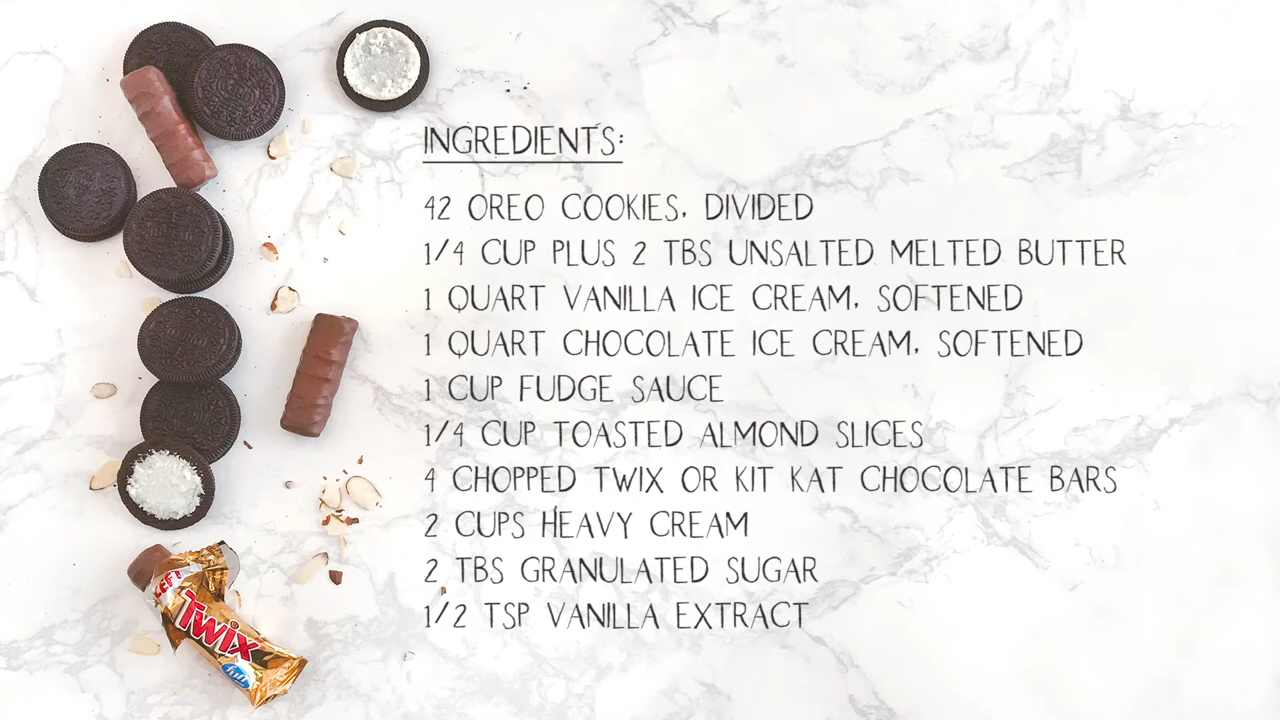 INGREDIENTS:
42 OREO COOKIES, DIVIDED
1/4 CUP PLUS 2 TBS UNSALTED MELTED BUTTER
1 QUART VANILLA ICE CREAM, SOFTENED
1 QUART CHOCOLATE ICE CREAM, SOFTENED
1 CUP FUDGE SAUCE
1/4 CUP TOASTED ALMOND SLICES
4 CHOPPED TWIX OR KIT KAT CHOCOLATE BARS
2 CUPS HEAVY CREAM
2 TBS GRANULATED SUGAR
1/2 TSP VANILLA EXTRACT
LEFT
TWIX